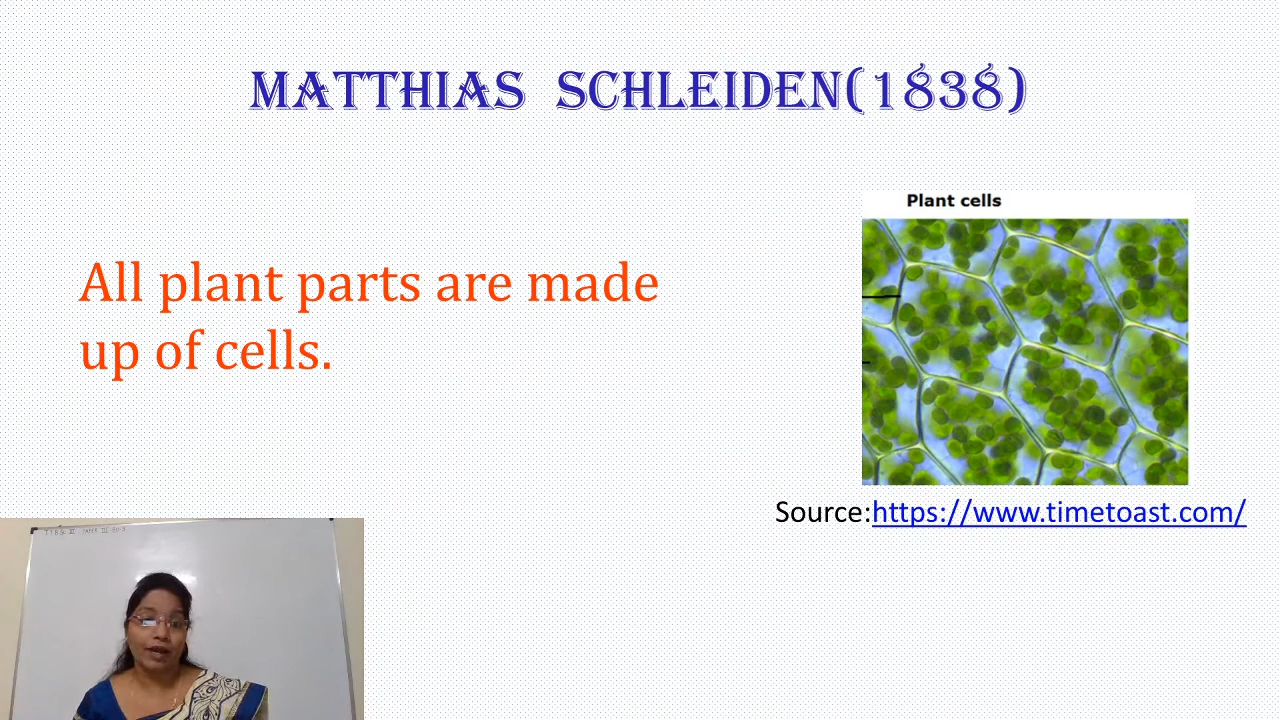 MATTHIAS SCHLEIDEN(1838)
Plant cells
All plant parts are made
up of cells.
Source:https://www.timetoast.com/